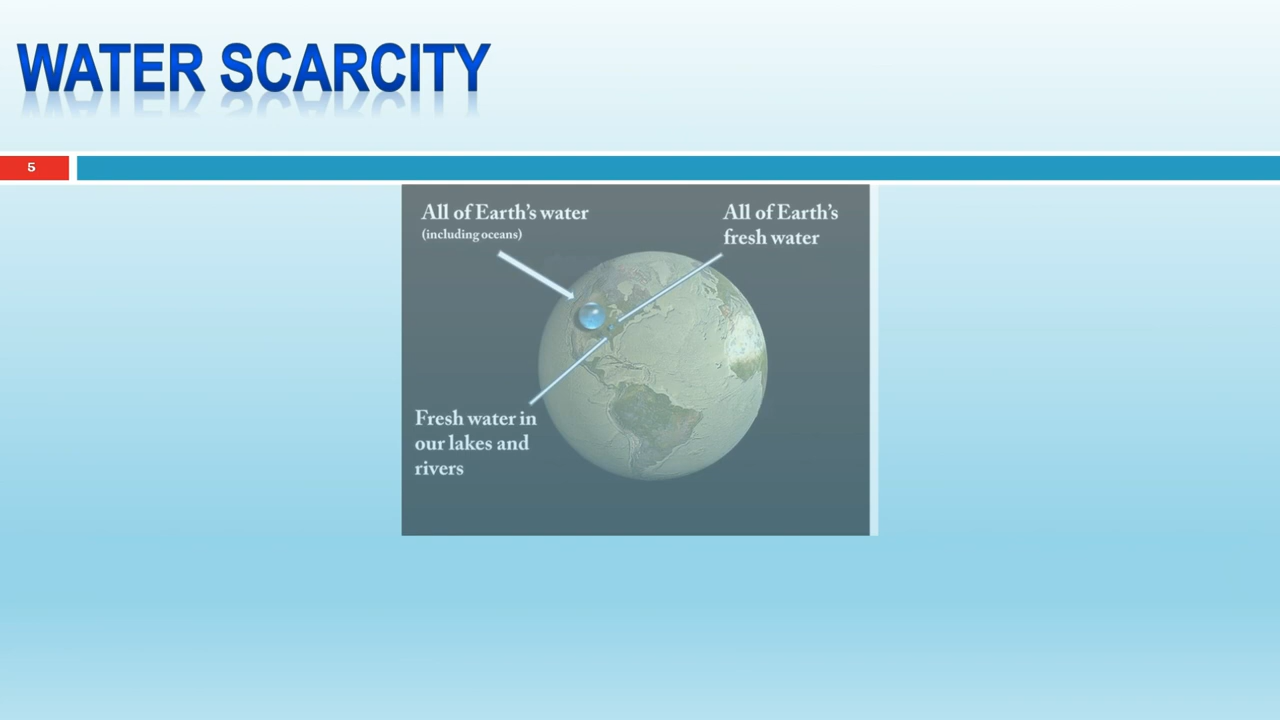 WATER SCARCITY
5
All of Earth's water
(including oceans)
All of Earth's
fresh water
Fresh water in
our lakes and
rivers